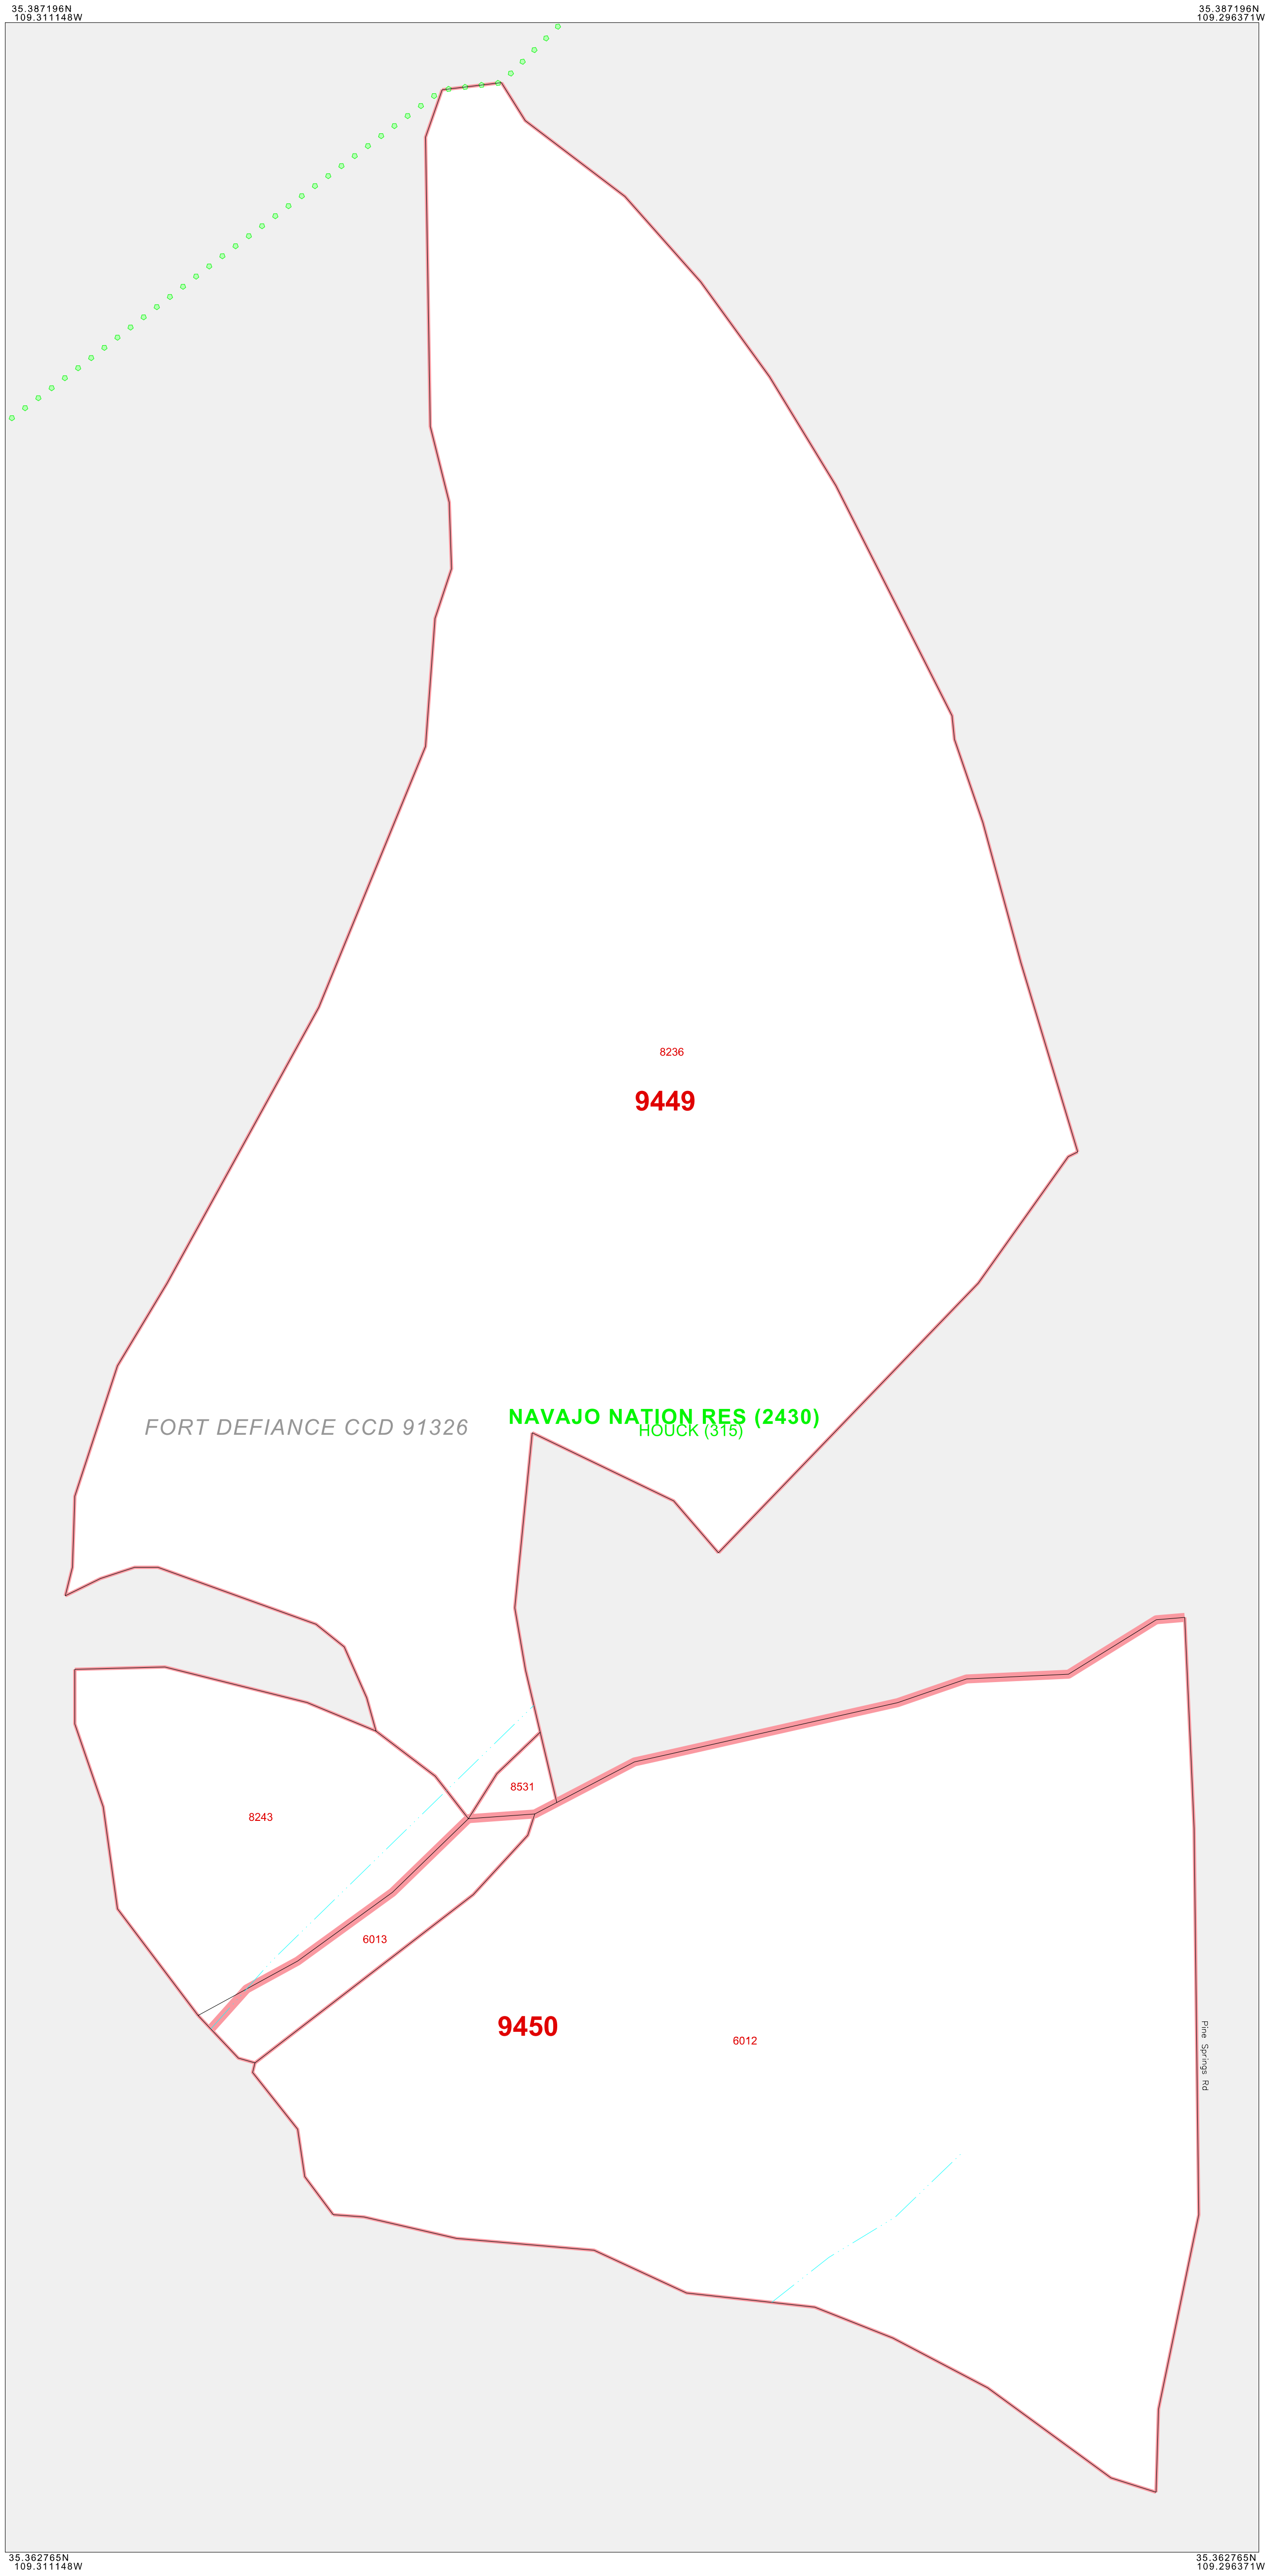 35.387196N
109.311148W
35.387196N
109.296371W
8236
9449
NAVAJO NATION RES (2430)
HOUCK (315)
FORT DEFIANCE CCD 91326
8531
8243
6013
9450
6012
Pine Springs Rd
35.362765N
109.311148W
35.362765N
109.296371W